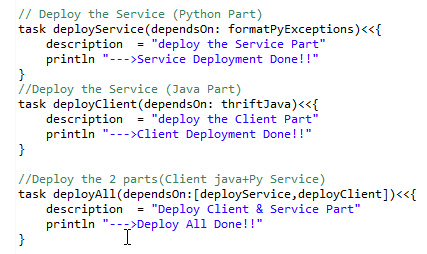 // Deploy the Service (Python Part)
task deployService(dependsOn: formatPyExceptions)<<{
    description  = "deploy the Service Part"
    println "--->Service Deployment Done!!"
}
//Deploy the Service (Java Part)
task deployClient(dependsOn: thriftJava)<<{
    description  = "deploy the Client Part"
    println "--->Client Deployment Done!!"
}

//Deploy the 2 parts(Client java+Py Service)
task deployAll(dependsOn:[deployService,deployClient])<<{
    description  = "Deploy Client & Service Part"
    println "--->Deploy All Done!!"
}